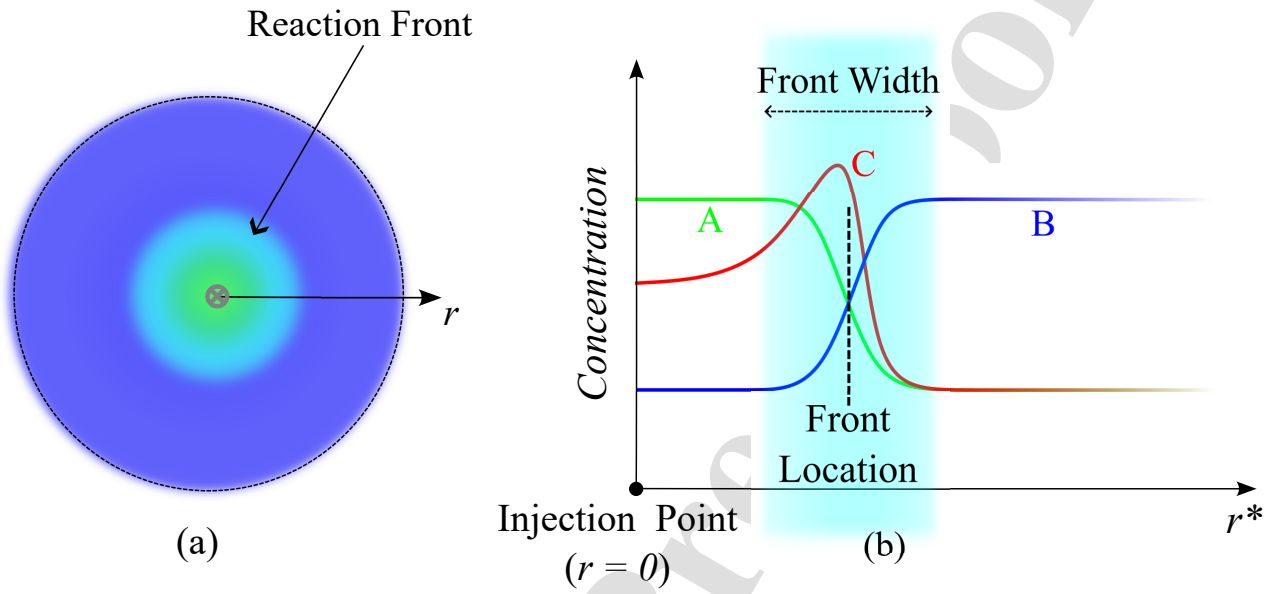 Reaction Front
r
(a)
Front Width
C
A
B
Concentration
Front
Location
r*
Injection Point
(r = 0)
(b)